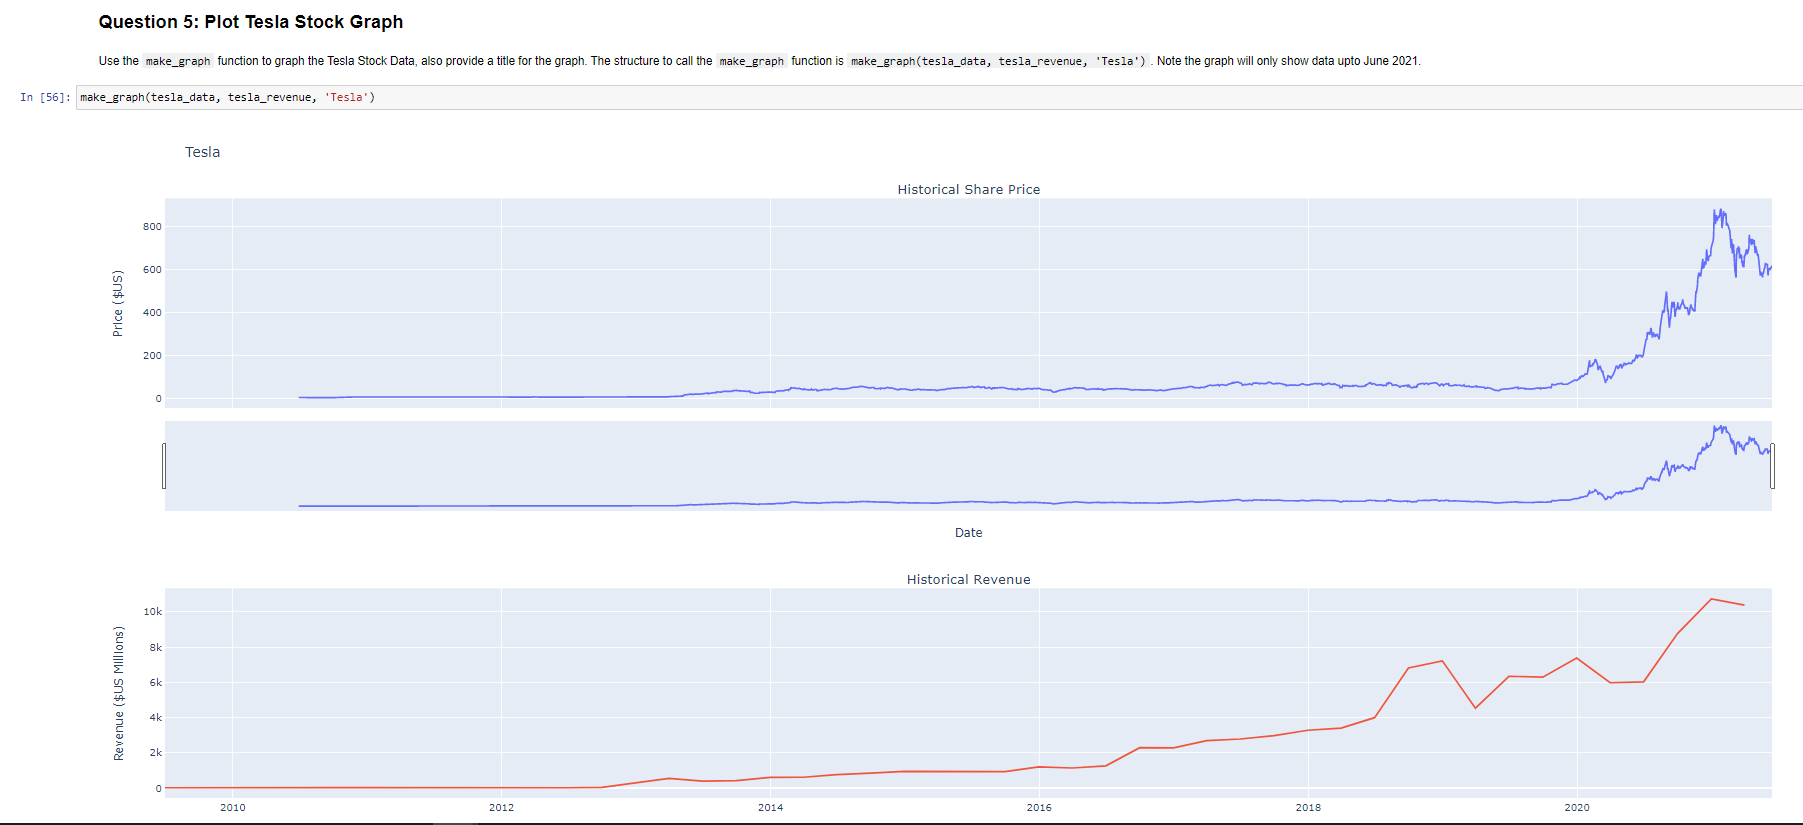 Question 5: Plot Tesla Stock Graph
Use the make_graph function to graph the Tesla Stock Data, also provide a title for the graph. The structure to call the make_graph function is make_graph(tesla_data, tesla_revenue, 'Tesla') . Note the graph will only show data upto June 2021.
In [56]: make_graph(tesla_data, tesla_revenue, 'Tesla')
Tesla
Historical Share Price
Price ($US)
800
600
400
200
0
Date
Historical Revenue
Revenue ($US Millions)
10k
8k
6k
4k
2k
0
2010 2012 2014 2016 2018 2020